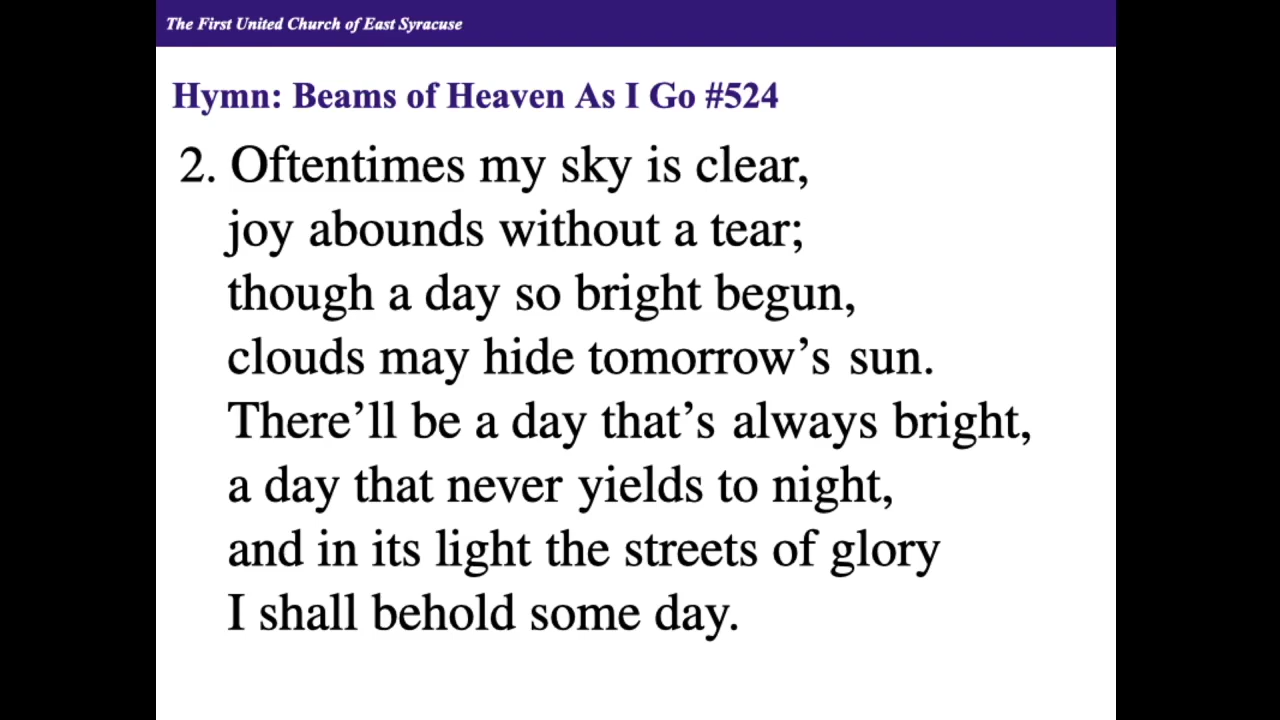 The First United Church of East Syracuse
Hymn: Beams of Heaven As I Go #524
2. Oftentimes my sky is clear,
joy abounds without a tear;
though a day so bright begun,
clouds may hide tomorrow’s sun.
There’ll be a day that’s always bright,
a day that never yields to night,
and in its light the streets of glory
I shall behold some day.